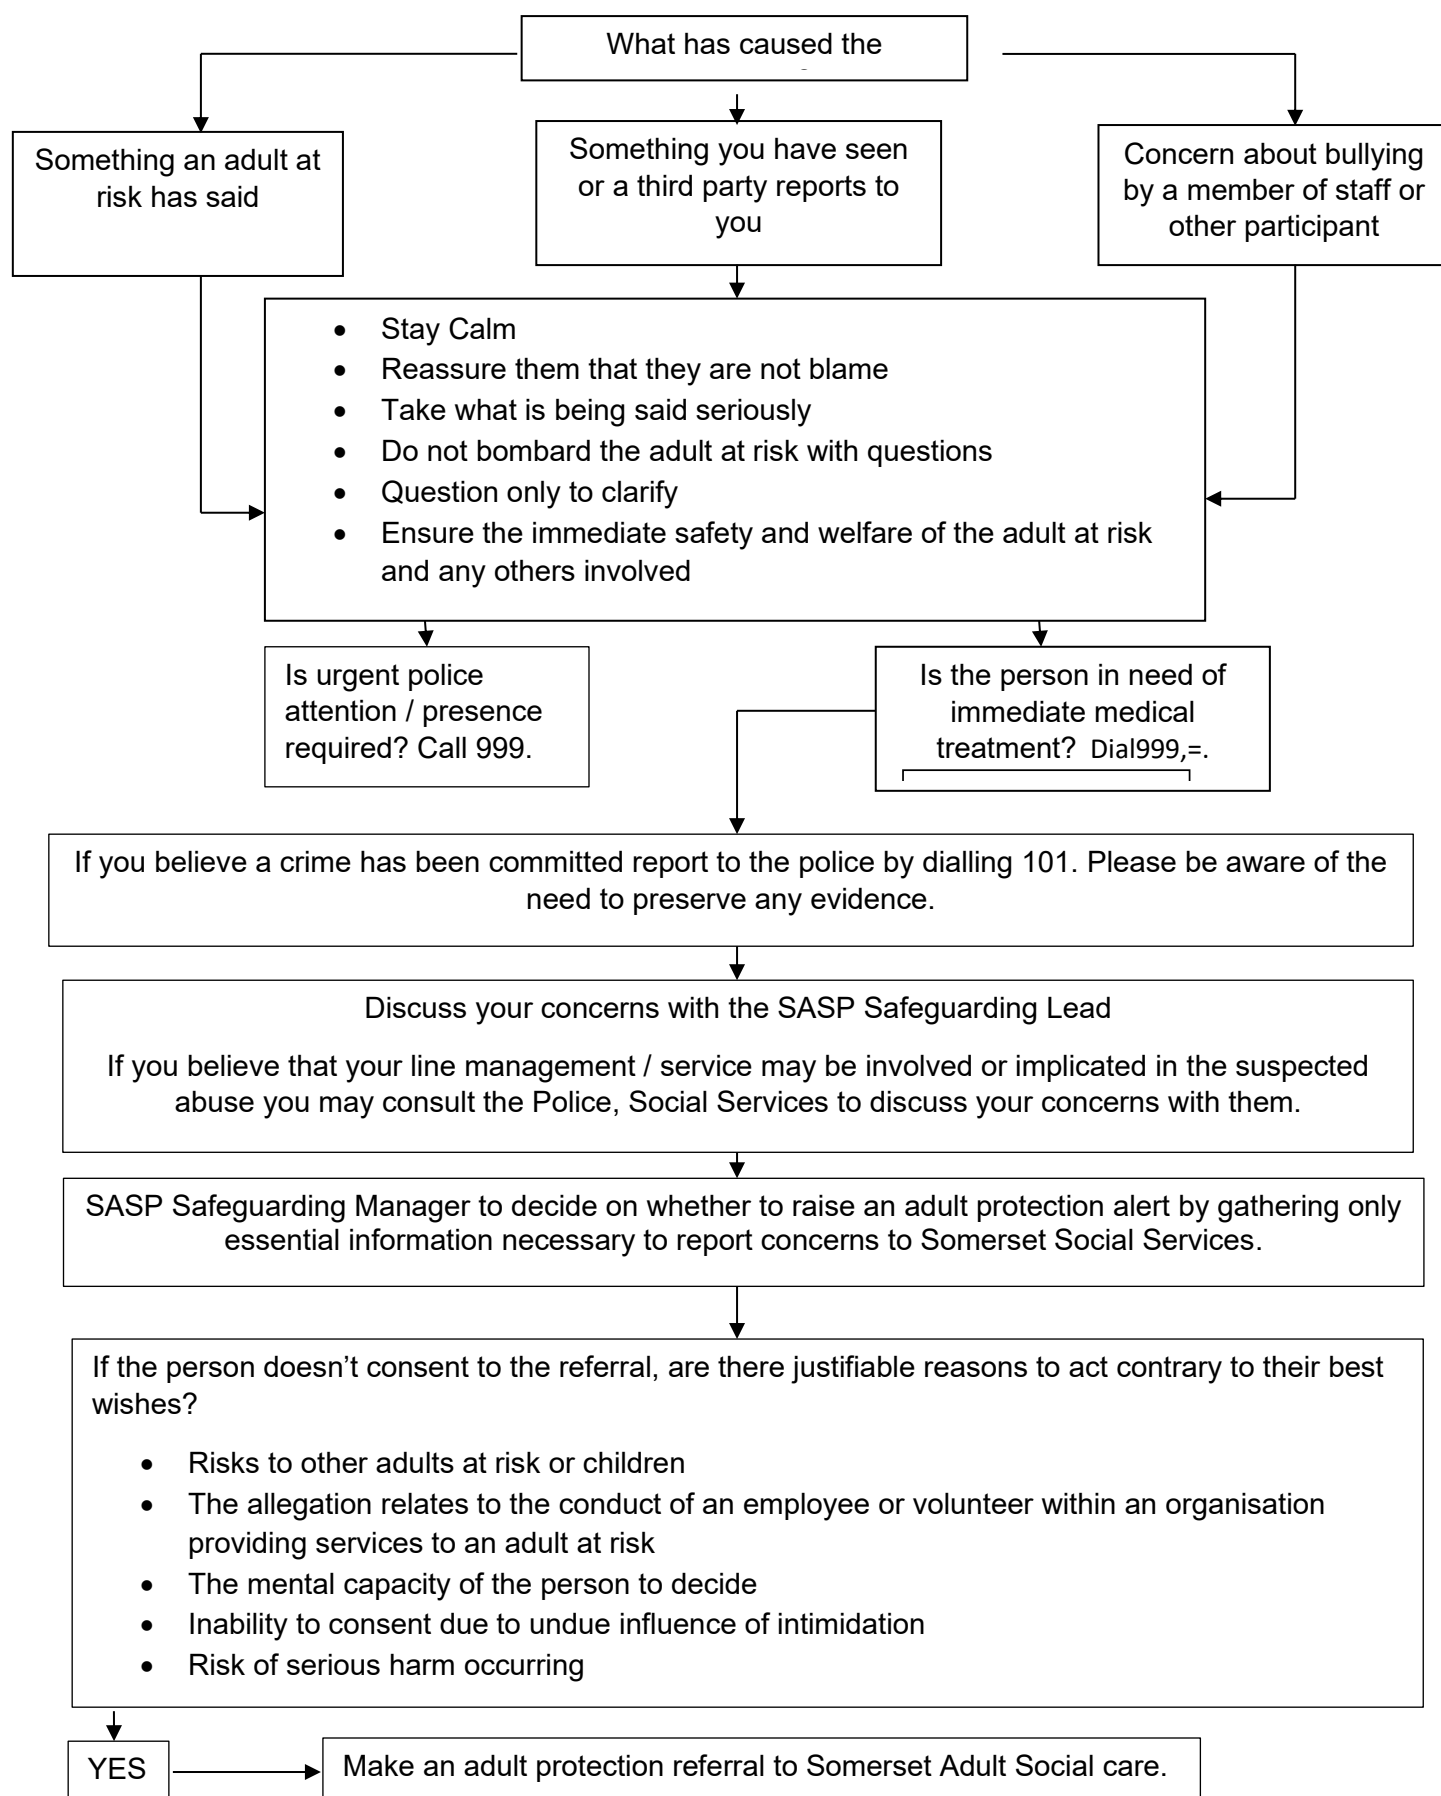 What has caused the
Something an adult at
risk has said
Something you have seen
or a third party reports to
you
Concern about bullying
by a member of staff or
other participant
• Stay Calm
• Reassure them that they are not blame
• Take what is being said seriously
• Do not bombard the adult at risk with questions
• Question only to clarify
• Ensure the immediate safety and welfare of the adult at risk
and any others involved
Is urgent police
attention / presence
required? Call 999.
Is the person in need of
immediate medical
treatment? Dial999,=.
If you believe a crime has been committed report to the police by dialling 101. Please be aware of the
need to preserve any evidence.
Discuss your concerns with the SASP Safeguarding Lead
If you believe that your line management / service may be involved or implicated in the suspected
abuse you may consult the Police, Social Services to discuss your concerns with them.
SASP Safeguarding Manager to decide on whether to raise an adult protection alert by gathering only
essential information necessary to report concerns to Somerset Social Services.
If the person doesn’t consent to the referral, are there justifiable reasons to act contrary to their best
wishes?
• Risks to other adults at risk or children
• The allegation relates to the conduct of an employee or volunteer within an organisation
providing services to an adult at risk
• The mental capacity of the person to decide
• Inability to consent due to undue influence of intimidation
• Risk of serious harm occurring
YES
Make an adult protection referral to Somerset Adult Social care.